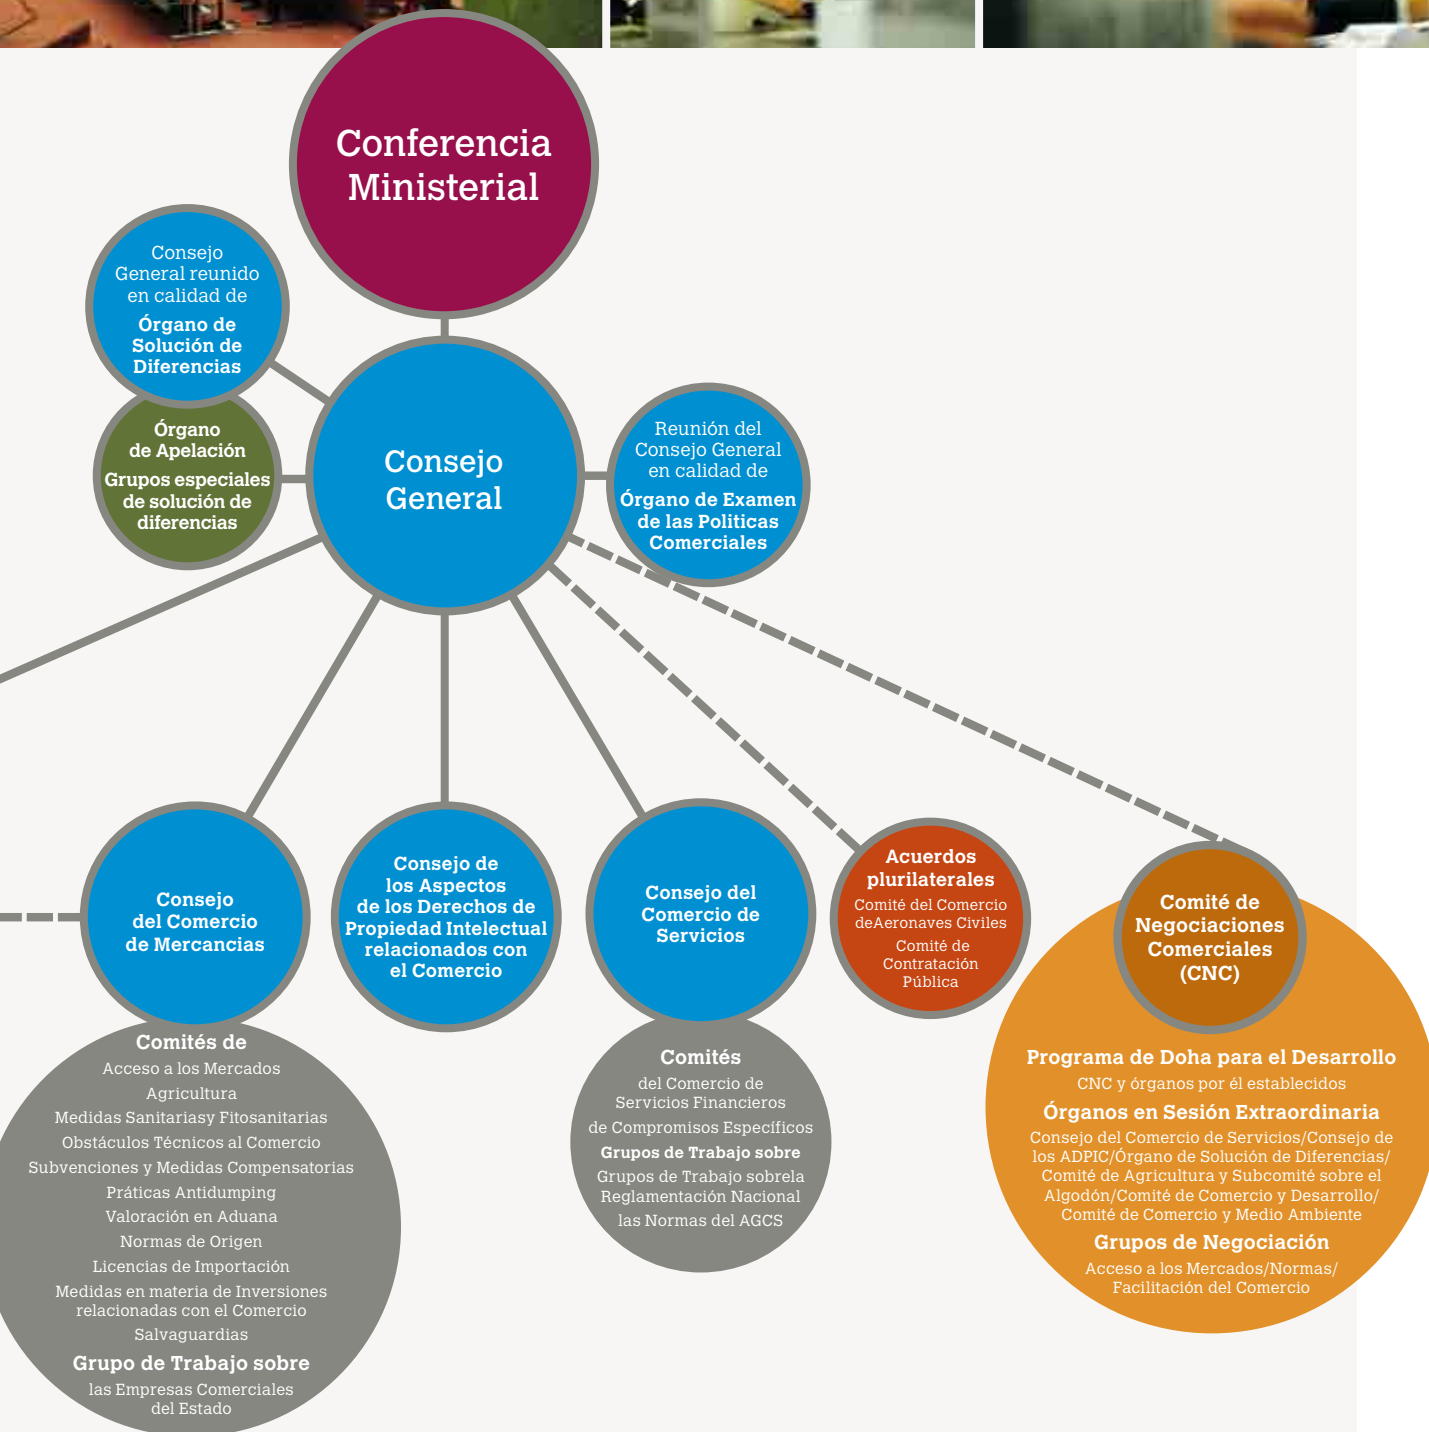 Conferencia
Ministerial
Consejo
General reunido
en calidad de
Órgano de
Solución de
Diferencias
Órgano
de Apelación
Grupos especiales
de solución de
diferencias
Consejo
General
Reunión del
Consejo General
en calidad de
Órgano de Examen
de las Politicas
Comerciales
Consejo
del Comercio
de Mercancias
Comités de
Acceso a los Mercados
Agricultura
Medidas Sanitariasy Fitosanitarias
Obstáculos Técnicos al Comercio
Subvenciones y Medidas Compensatorias
Práticas Antidumping
Valoración en Aduana
Normas de Origen
Licencias de Importación
Medidas en materia de Inversiones
relacionadas con el Comercio
Salvaguardias
Grupo de Trabajo sobre
las Empresas Comerciales
del Estado
Consejo de
los Aspectos
de los Derechos de
Propiedad Intelectual
relacionados con
el Comercio
Consejo del
Comercio de
Servicios
Comités
del Comercio de
Servicios Financieros
de Compromisos Específicos
Grupos de Trabajo sobre
Grupos de Trabajo sobrela
Reglamentación Nacional
las Normas del AGCS
Acuerdos
plurilaterales
Comité del Comercio
deAeronaves Civiles
Comité de
Contratación
Pública
Comité de
Negociaciones
Comerciales
(CNC)
Programa de Doha para el Desarrollo
CNC y órganos por él establecidos
Órganos en Sesión Extraordinaria
Consejo del Comercio de Servicios/Consejo de
los ADPIC/Órgano de Solución de Diferencias/
Comité de Agricultura y Subcomité sobre el
Algodón/Comité de Comercio y Desarrollo/
Comité de Comercio y Medio Ambiente
Grupos de Negociación
Acceso a los Mercados/Normas/
Facilitación del Comercio